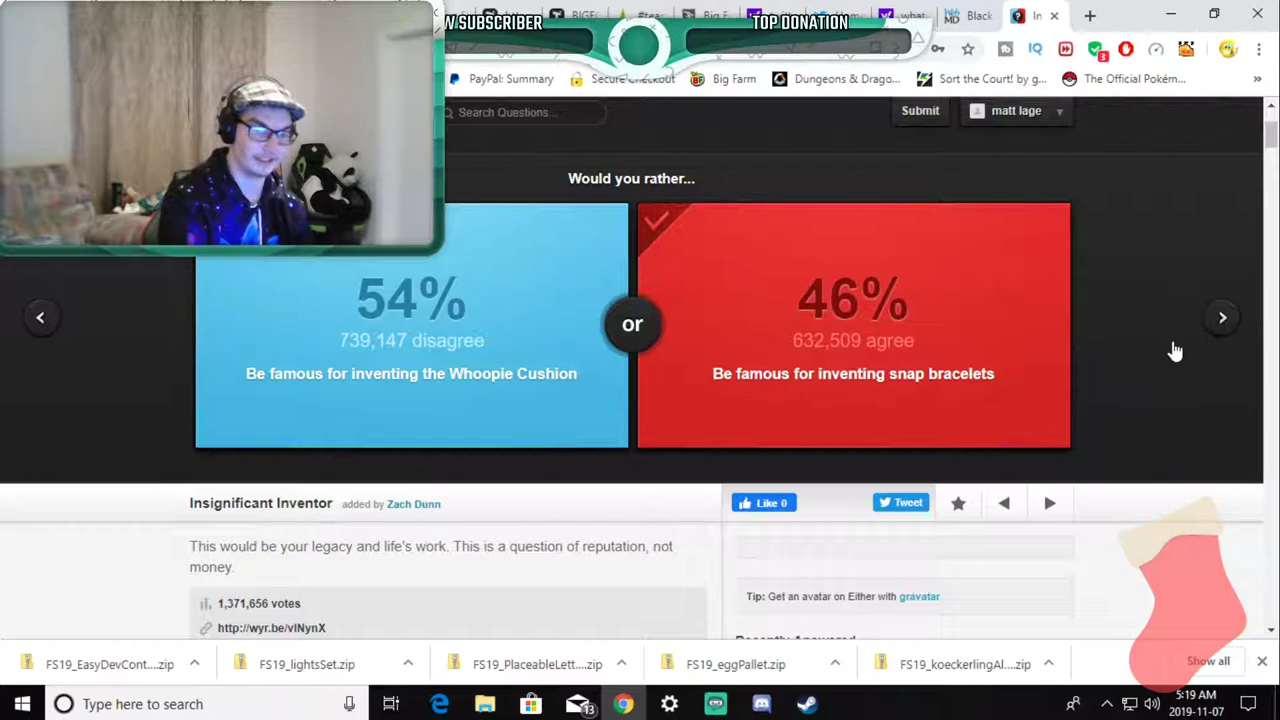 W SUBSCRIBER
TOP DONATION
Black
In
PayPal: Summary
Secure Checkout
Big Farm
Dungeons & Drago...
Sort the Court! by g...
The Official Pokém...
Search Questions...
Submit
matt lage
Would you rather...
54%
739,147 disagree
Be famous for inventing the Whoopie Cushion
or
46%
632,509 agree
Be famous for inventing snap bracelets
Insignificant Inventor
added by Zach Dunn
Like 0
Tweet
This would be your legacy and life's work. This is a question of reputation, not
money.
1,371,656 votes
http://wyr.be/vINynX
Tip: Get an avatar on Either with gravatar
Recently Answered
FS19_EasyDevCont....zip
FS19_lightsSet.zip
FS19_PlaceableLett....zip
FS19_eggPallet.zip
FS19_koeckerlingAl....zip
Show all
Type here to search
13
5:19 AM
2019-11-07